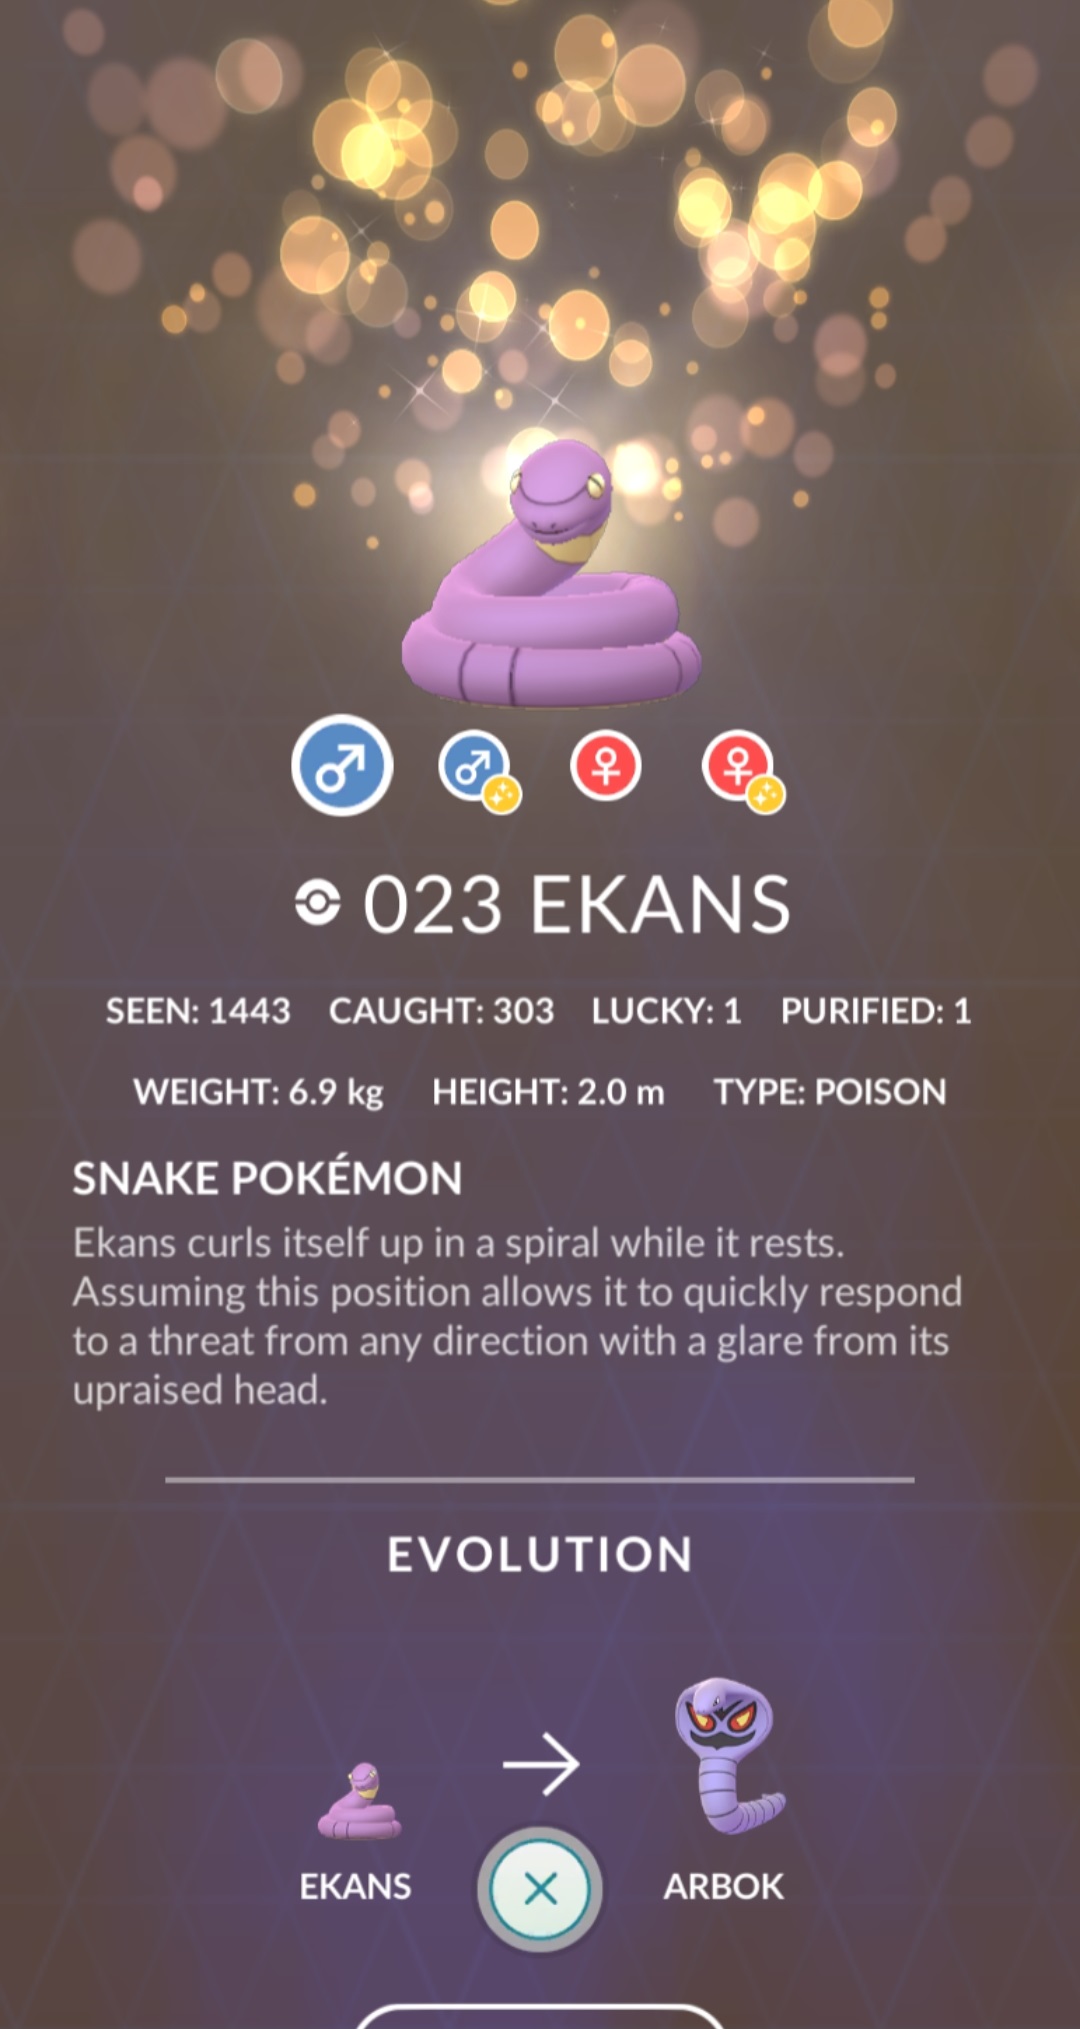 023 EKANS
SEEN: 1443 CAUGHT: 303 LUCKY: 1 PURIFIED: 1
WEIGHT: 6.9 kg HEIGHT: 2.0 m TYPE: POISON
SNAKE POKÉMON
Ekans curls itself up in a spiral while it rests.
Assuming this position allows it to quickly respond
to a threat from any direction with a glare from its
upraised head.
EVOLUTION
EKANS ARBOK